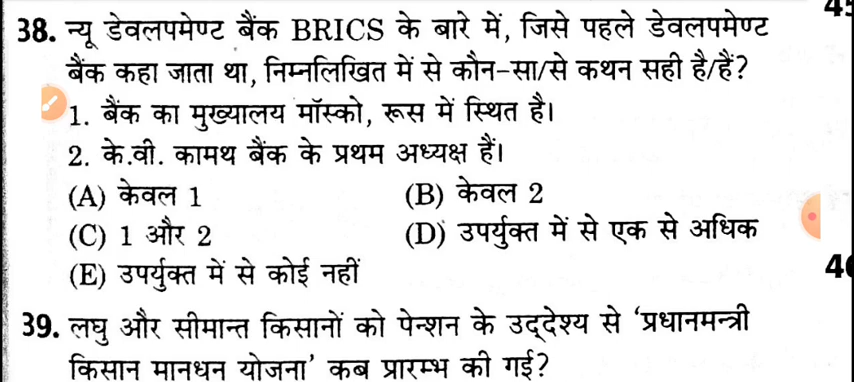 45
38. न्यू डेवलपमेण्ट बैंक BRICS के बारे में, जिसे पहले डेवलपमेण्ट
बैंक कहा जाता था, निम्नलिखित में से कौन-सा/से कथन सही है/हैं?
1. बैंक का मुख्यालय मॉस्को, रूस में स्थित है।
2. के.वी. कामथ बैंक के प्रथम अध्यक्ष हैं।
(A) केवल 1 (B) केवल 2
(C) 1 और 2 (D) उपर्युक्त में से एक से अधिक
(E) उपर्युक्त में से कोई नहीं
39. लघु और सीमान्त किसानों को पेन्शन के उद्देश्य से ‘प्रधानमन्त्री
किसान मानधन योजना’ कब प्रारम्भ की गई?